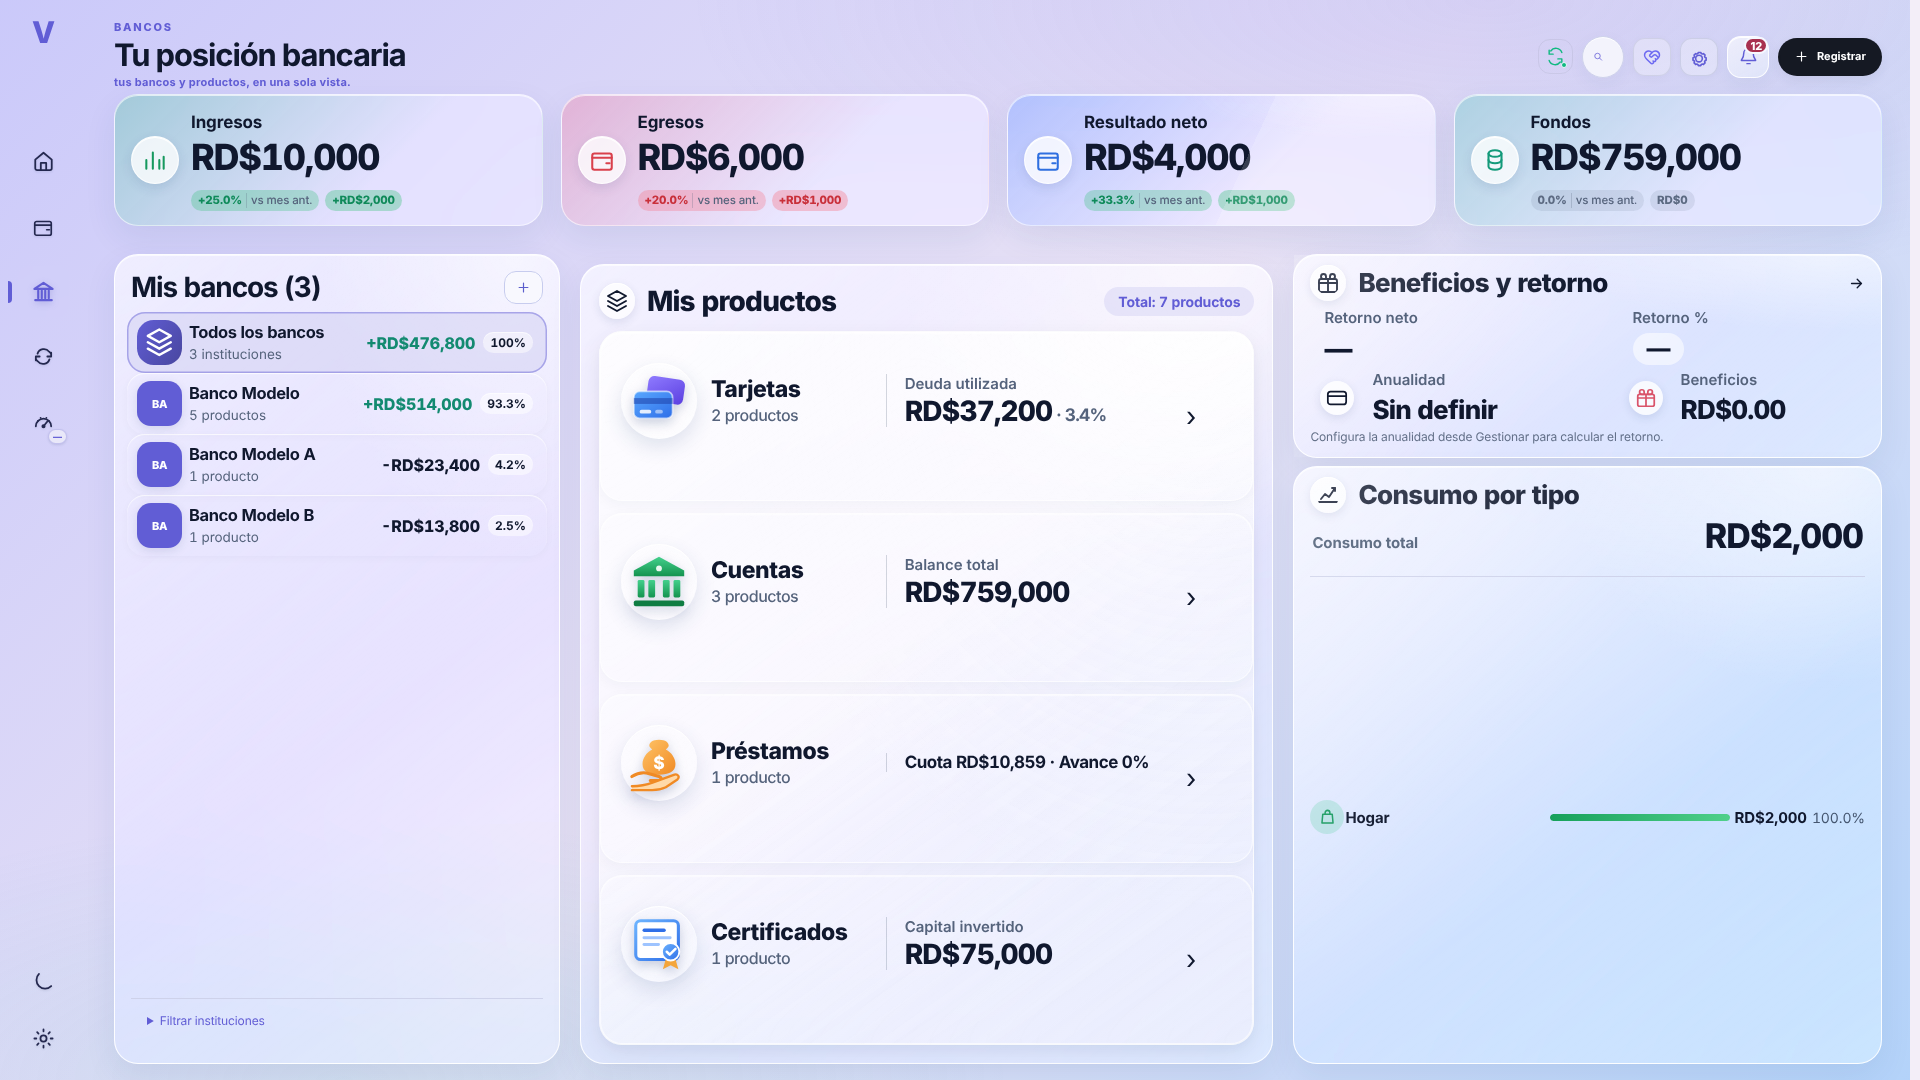 V
BANCOS
Tu posición bancaria
tus bancos y productos, en una sola vista.
12
Registrar
Ingresos
RD$10,000
+25.0% vs mes ant. +RD$2,000
Egresos
RD$6,000
+20.0% vs mes ant. +RD$1,000
Resultado neto
RD$4,000
+33.3% vs mes ant. +RD$1,000
Fondos
RD$759,000
0.0% vs mes ant. RD$0
Mis bancos (3)
Todos los bancos
3 instituciones
+RD$476,800 100%
BA
Banco Modelo
5 productos
+RD$514,000 93.3%
BA
Banco Modelo A
1 producto
-RD$23,400 4.2%
BA
Banco Modelo B
1 producto
-RD$13,800 2.5%
Filtrar instituciones
Mis productos
Total: 7 productos
Tarjetas
2 productos
Deuda utilizada
RD$37,200 · 3.4%
Cuentas
3 productos
Balance total
RD$759,000
Préstamos
1 producto
Cuota RD$10,859 · Avance 0%
Certificados
1 producto
Capital invertido
RD$75,000
Beneficios y retorno
Retorno neto
—
Retorno %
—
Anualidad
Sin definir
Beneficios
RD$0.00
Configura la anualidad desde Gestionar para calcular el retorno.
Consumo por tipo
Consumo total
RD$2,000
Hogar
RD$2,000 100.0%